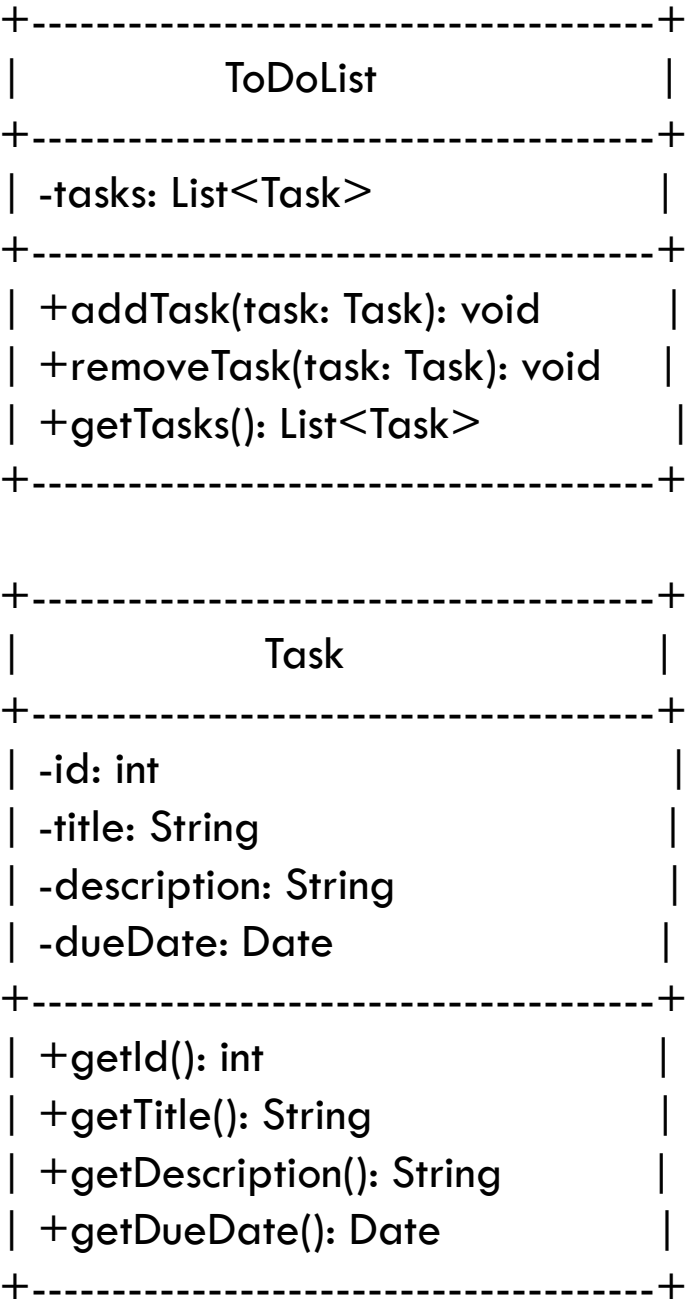 +---------------------------------------+
| ToDoList |
+---------------------------------------+
| -tasks: List<Task> |
+---------------------------------------+
| +addTask(task: Task): void |
| +removeTask(task: Task): void |
| +getTasks(): List<Task> |
+---------------------------------------+
+---------------------------------------+
| Task |
+---------------------------------------+
| -id: int |
| -title: String |
| -description: String |
| -dueDate: Date |
+---------------------------------------+
| +getId(): int |
| +getTitle(): String |
| +getDescription(): String |
| +getDueDate(): Date |
+---------------------------------------+